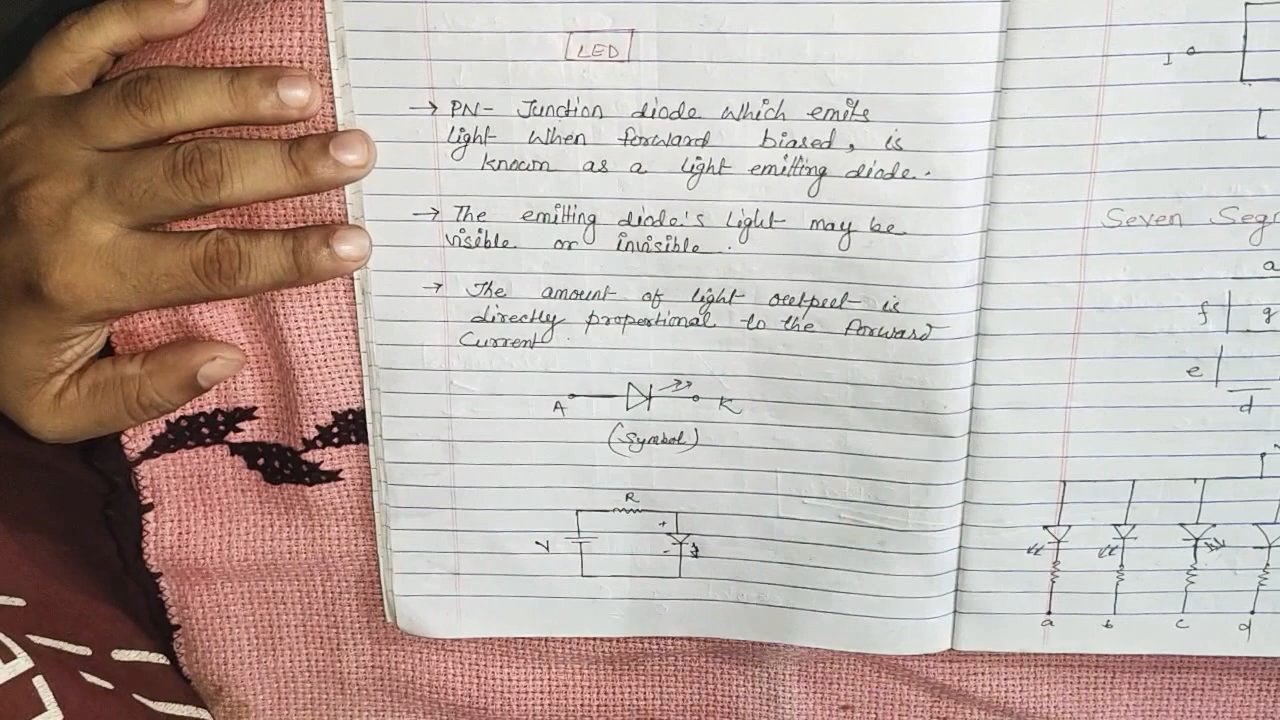 LED
→ PN- Junction diode which emits
light when forward biased, is
known as a light emitting diode.
→ The emitting diode's light may be
visible or invisible.
→ The amount of light output is
directly proportional to the forward
current.
A K
(Symbol)
R
V + -
I
Seven Seg
a
f g
e
d
a b c d